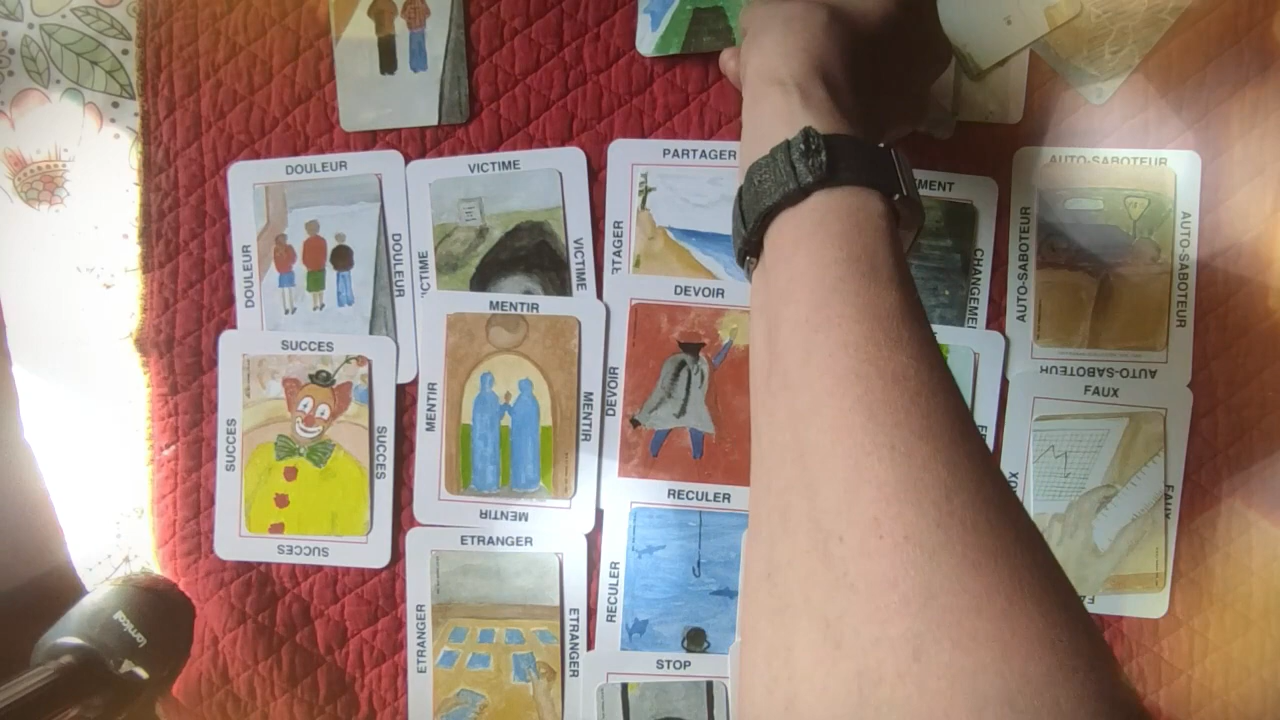 DOULEUR
DOULEUR
DOULEUR
SUCCES
SUCCES
SUCCES
SUCCES
VICTIME
VICTIME
MENTIR
MENTIR
MENTIR
MENTIR
ETRANGER
ETRANGER
ETRANGER
PARTAGER
DEVOIR
DEVOIR
RECULER
RECULER
STOP
AUTO-SABOTEUR
AUTO-SABOTEUR
AUTO-SABOTEUR
AUTO-SABOTEUR
FAUX
FAUX